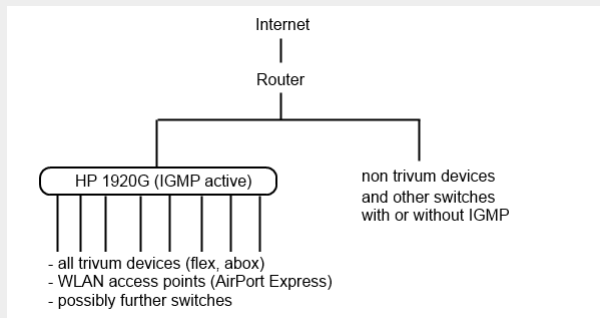 Internet
Router
HP 1920G (IGMP active)
non trivum devices
and other switches
with or without IGMP
- all trivum devices (flex, abox)
- WLAN access points (AirPort Express)
- possibly further switches